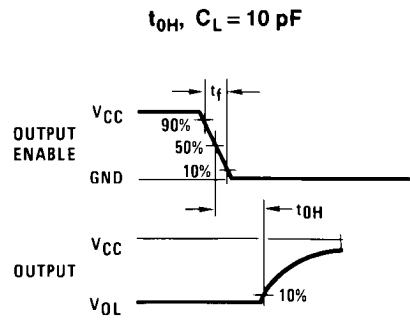 t0H, CL = 10 pF
tf
VCC
90%
OUTPUT ENABLE
50%
10%
GND
t0H
VCC
OUTPUT
10%
VOL